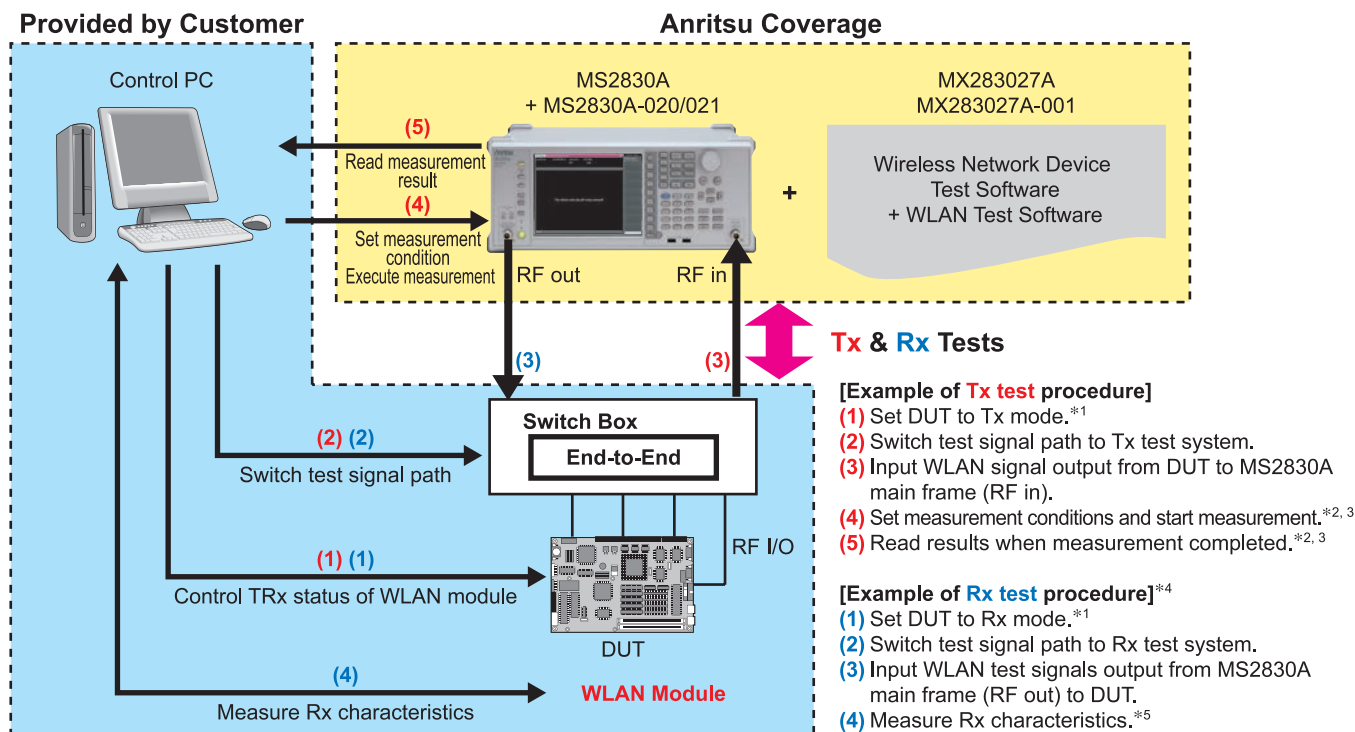 Provided by Customer
Anritsu Coverage
Control PC
MS2830A
+ MS2830A-020/021
MX283027A
MX283027A-001
(5)
Read measurement
result
(4)
Set measurement
condition
Execute measurement
+
Wireless Network Device
Test Software
+ WLAN Test Software
RF out
RF in
(3)
(3)
Tx & Rx Tests
Switch Box
End-to-End
(2) (2)
Switch test signal path
RF I/O
(1) (1)
Control TRx status of WLAN module
DUT
(4)
WLAN Module
Measure Rx characteristics
[Example of Tx test procedure]
(1) Set DUT to Tx mode.*1
(2) Switch test signal path to Tx test system.
(3) Input WLAN signal output from DUT to MS2830A
main frame (RF in).
(4) Set measurement conditions and start measurement.*2, 3
(5) Read results when measurement completed.*2, 3
[Example of Rx test procedure]*4
(1) Set DUT to Rx mode.*1
(2) Switch test signal path to Rx test system.
(3) Input WLAN test signals output from MS2830A
main frame (RF out) to DUT.
(4) Measure Rx characteristics.*5